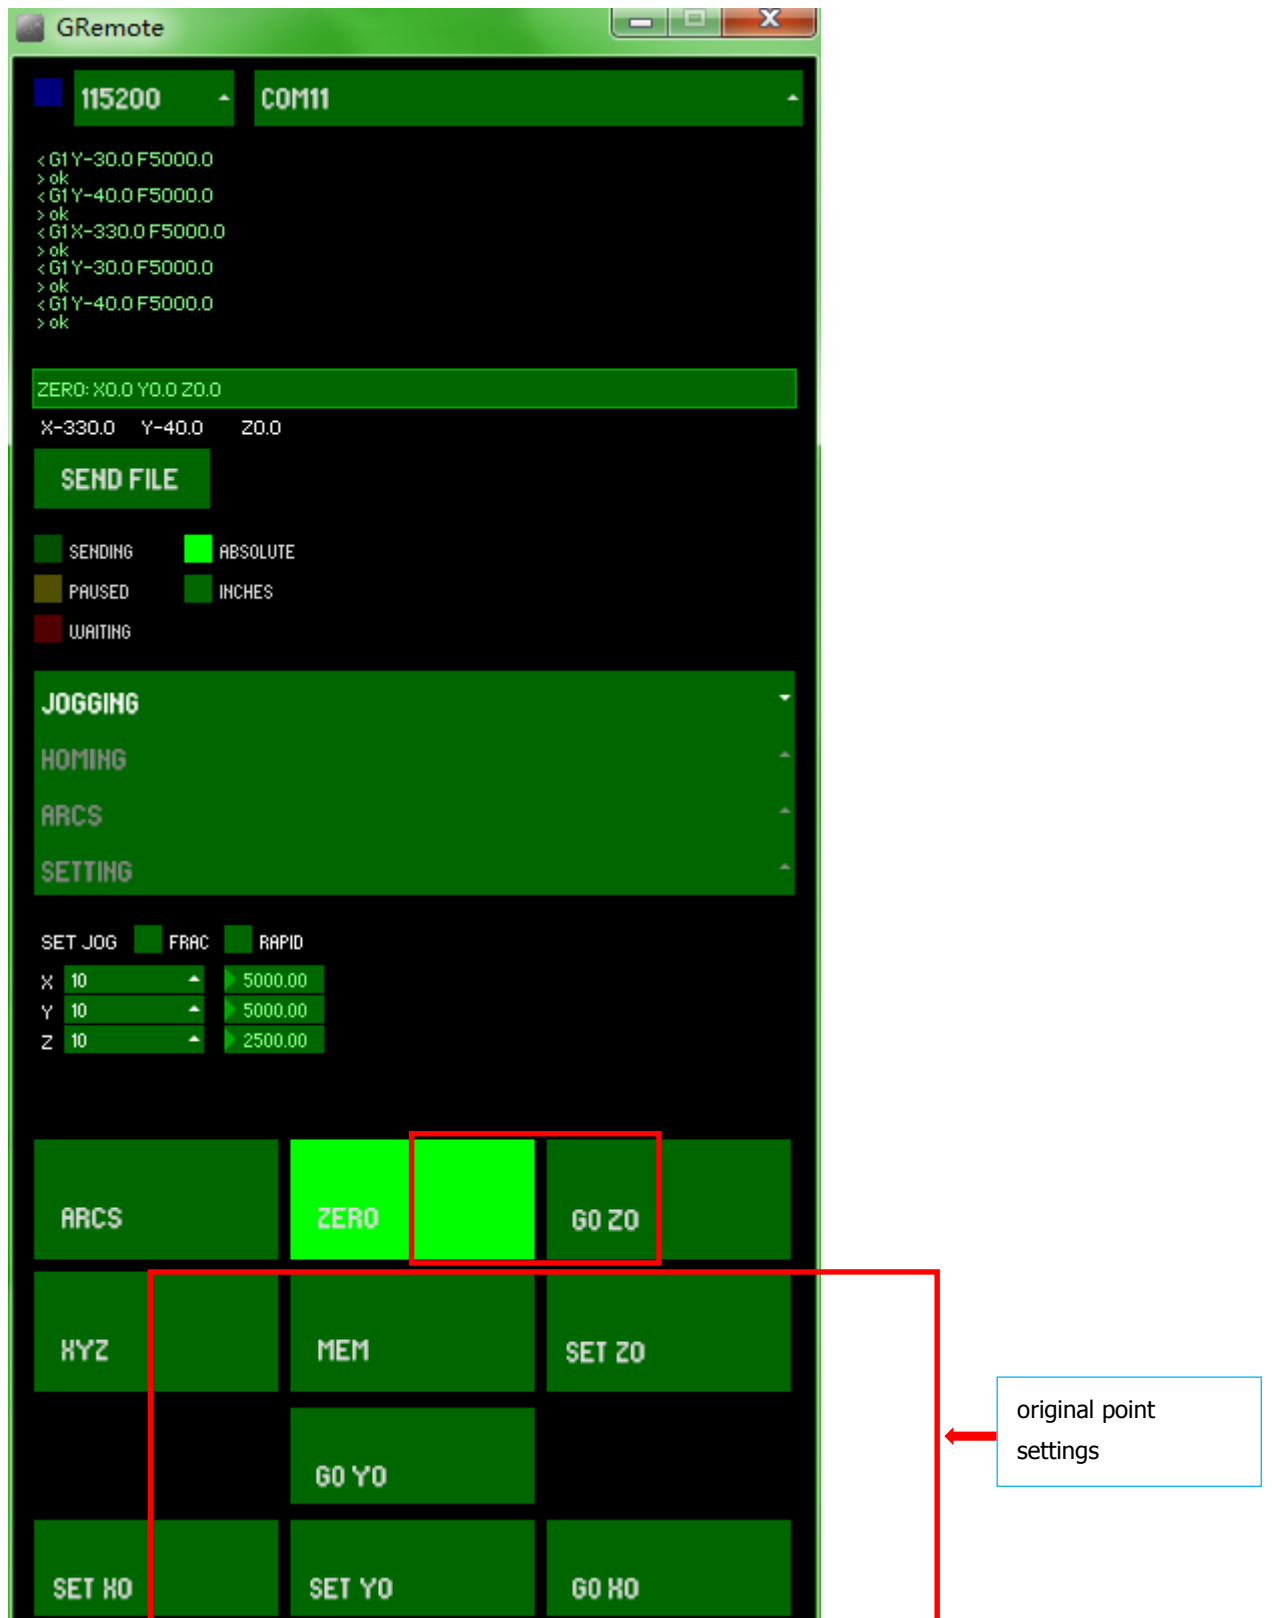 GRemote
115200 COM11
< G1 Y-30.0 F5000.0
> ok
< G1 Y-40.0 F5000.0
> ok
< G1 X-330.0 F5000.0
> ok
< G1 Y-30.0 F5000.0
> ok
< G1 Y-40.0 F5000.0
> ok
ZERO: X0.0 Y0.0 Z0.0
X-330.0 Y-40.0 Z0.0
SEND FILE
SENDING ABSOLUTE
PAUSED INCHES
WAITING
JOGGING
HOMING
ARCS
SETTING
SET JOG FRAC RAPID
X 10 5000.00
Y 10 5000.00
Z 10 2500.00
ARCS ZERO GO Z0
XYZ MEM SET Z0
original point
settings
GO Y0
SET X0 SET Y0 GO X0